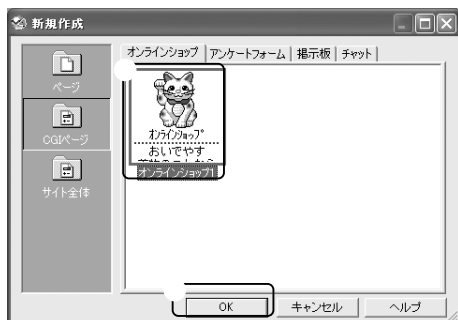 新規作成
オンラインショップ アンケートフォーム 掲示板 チャット
ページ
CGIページ
サイト全体
オンラインショップ
おいでやす
オンラインショップ1
OK キャンセル ヘルプ